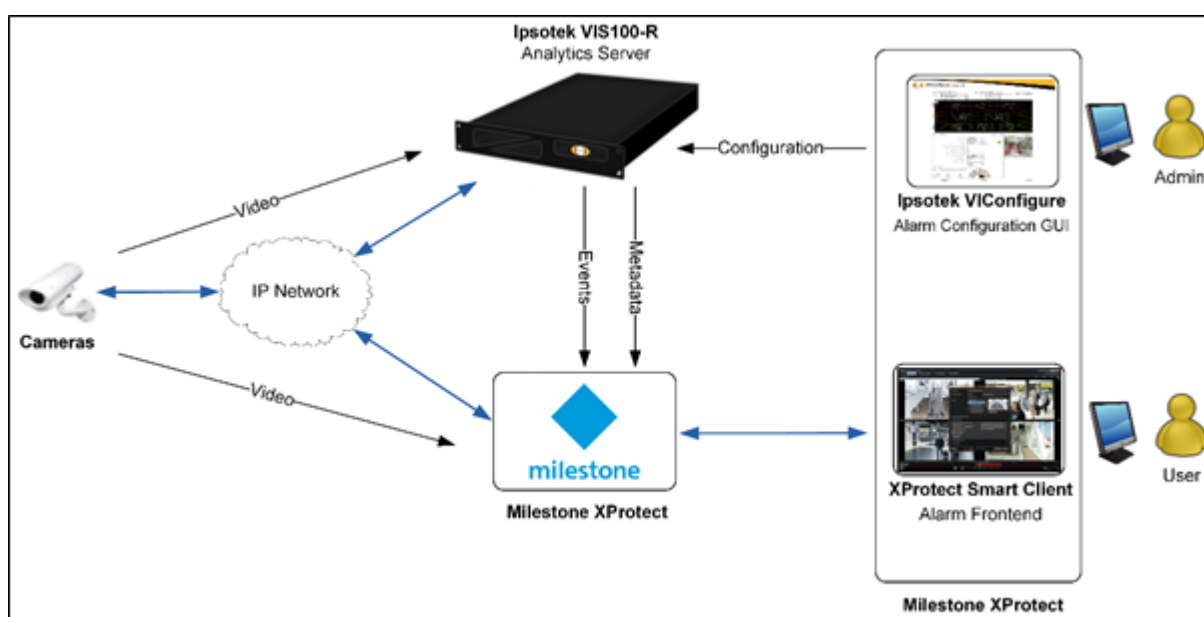 Ipsotek VIS100-R
Analytics Server
Configuration
Ipsotek VIConfigure
Alarm Configuration GUI
Admin
Video
IP Network
Cameras
Events
Metadata
Video
milestone
Milestone XProtect
XProtect Smart Client
Alarm Frontend
User
Milestone XProtect